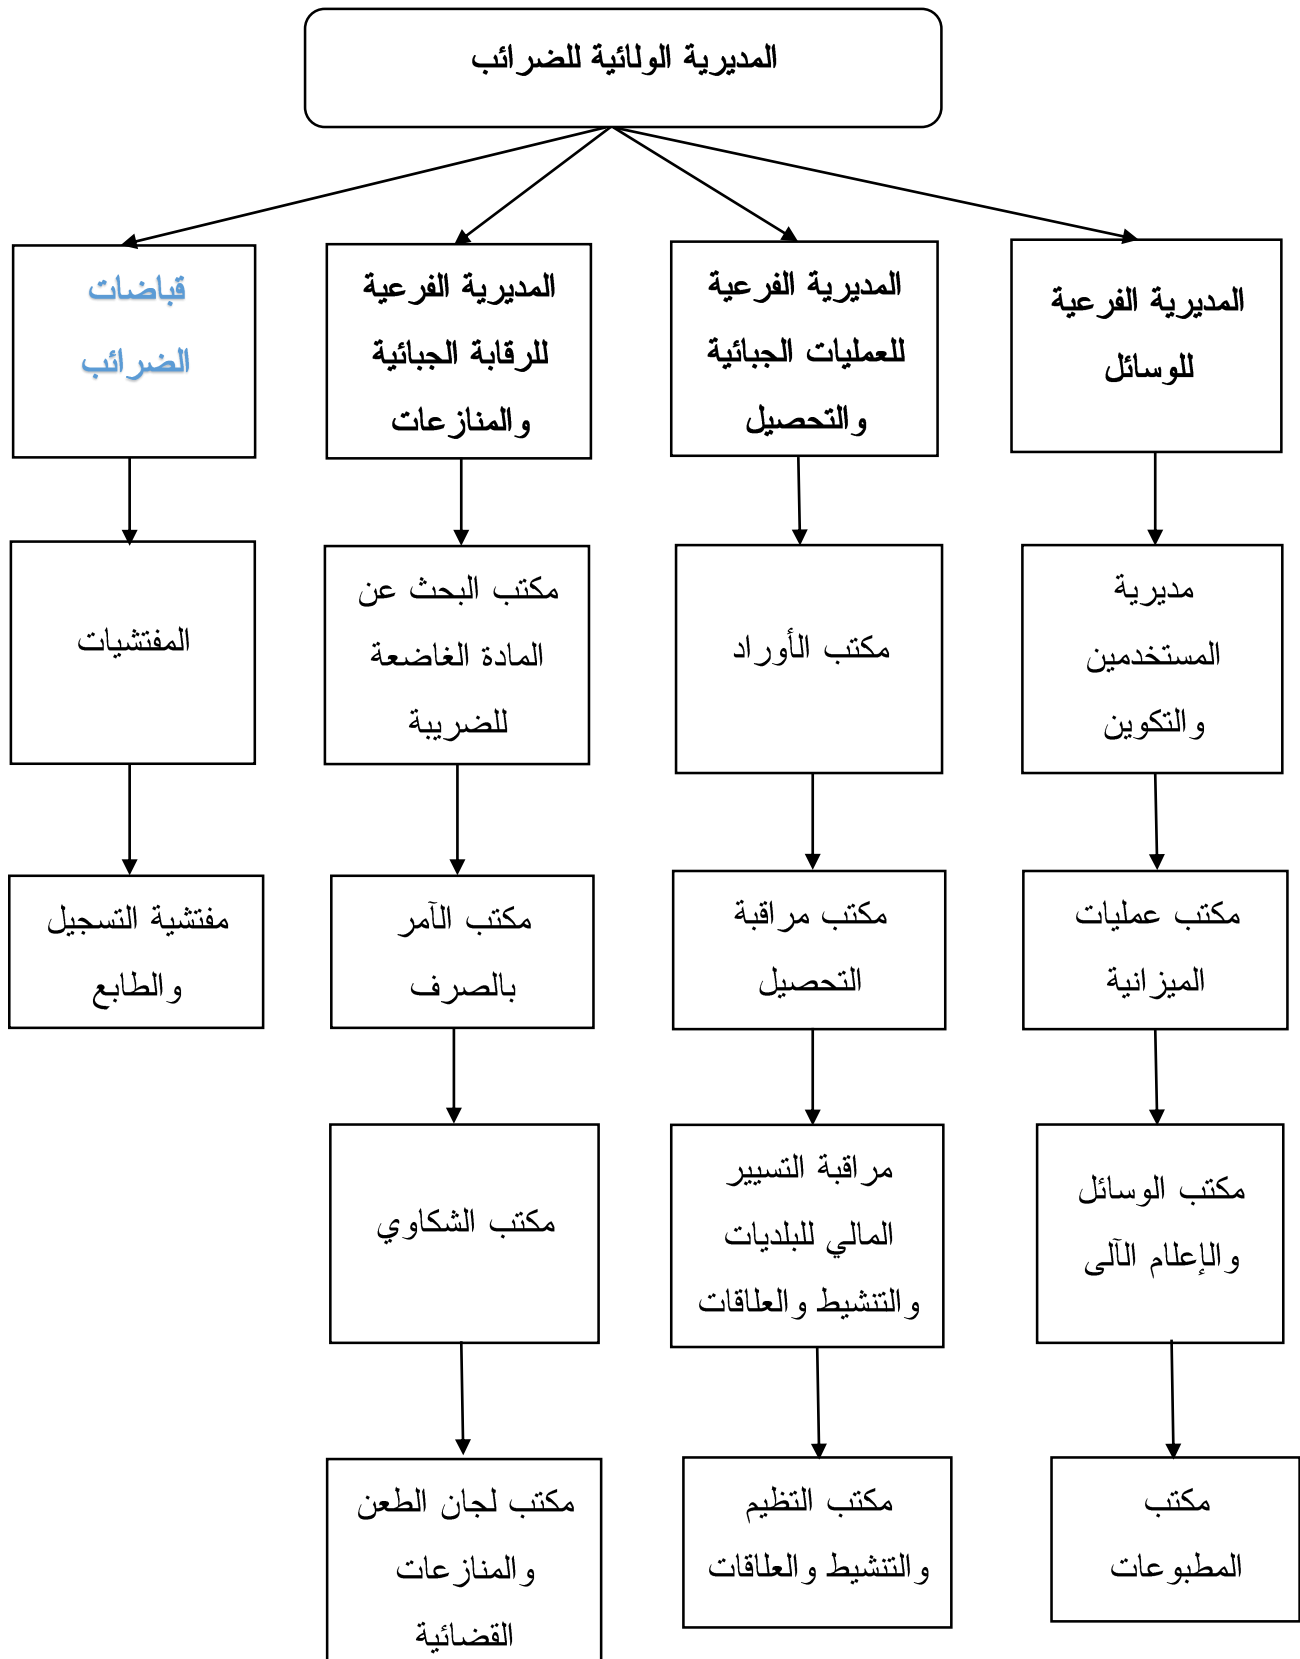 المديرية الولائية للضرائب
المديرية الفرعية
للوسائل
المديرية الفرعية
للعمليات الجبائية
والتحصيل
المديرية الفرعية
للرقابة الجبائية
والمنازعات
قباضات
الضرائب
مديرية
المستخدمين
والتكوين
مكتب الأوراد
مكتب البحث عن
المادة الغاضعة
للضريبة
المفتشيات
مكتب عمليات
الميزانية
مكتب مراقبة
التحصيل
مكتب الآمر
بالصرف
مفتشية التسجيل
والطابع
مكتب الوسائل
والإعلام الآلى
مراقبة التسيير
المالي للبلديات
والتنشيط والعلاقات
مكتب الشكاوي
مكتب
المطبوعات
مكتب التظيم
والتنشيط والعلاقات
مكتب لجان الطعن
والمنازعات
القضائية